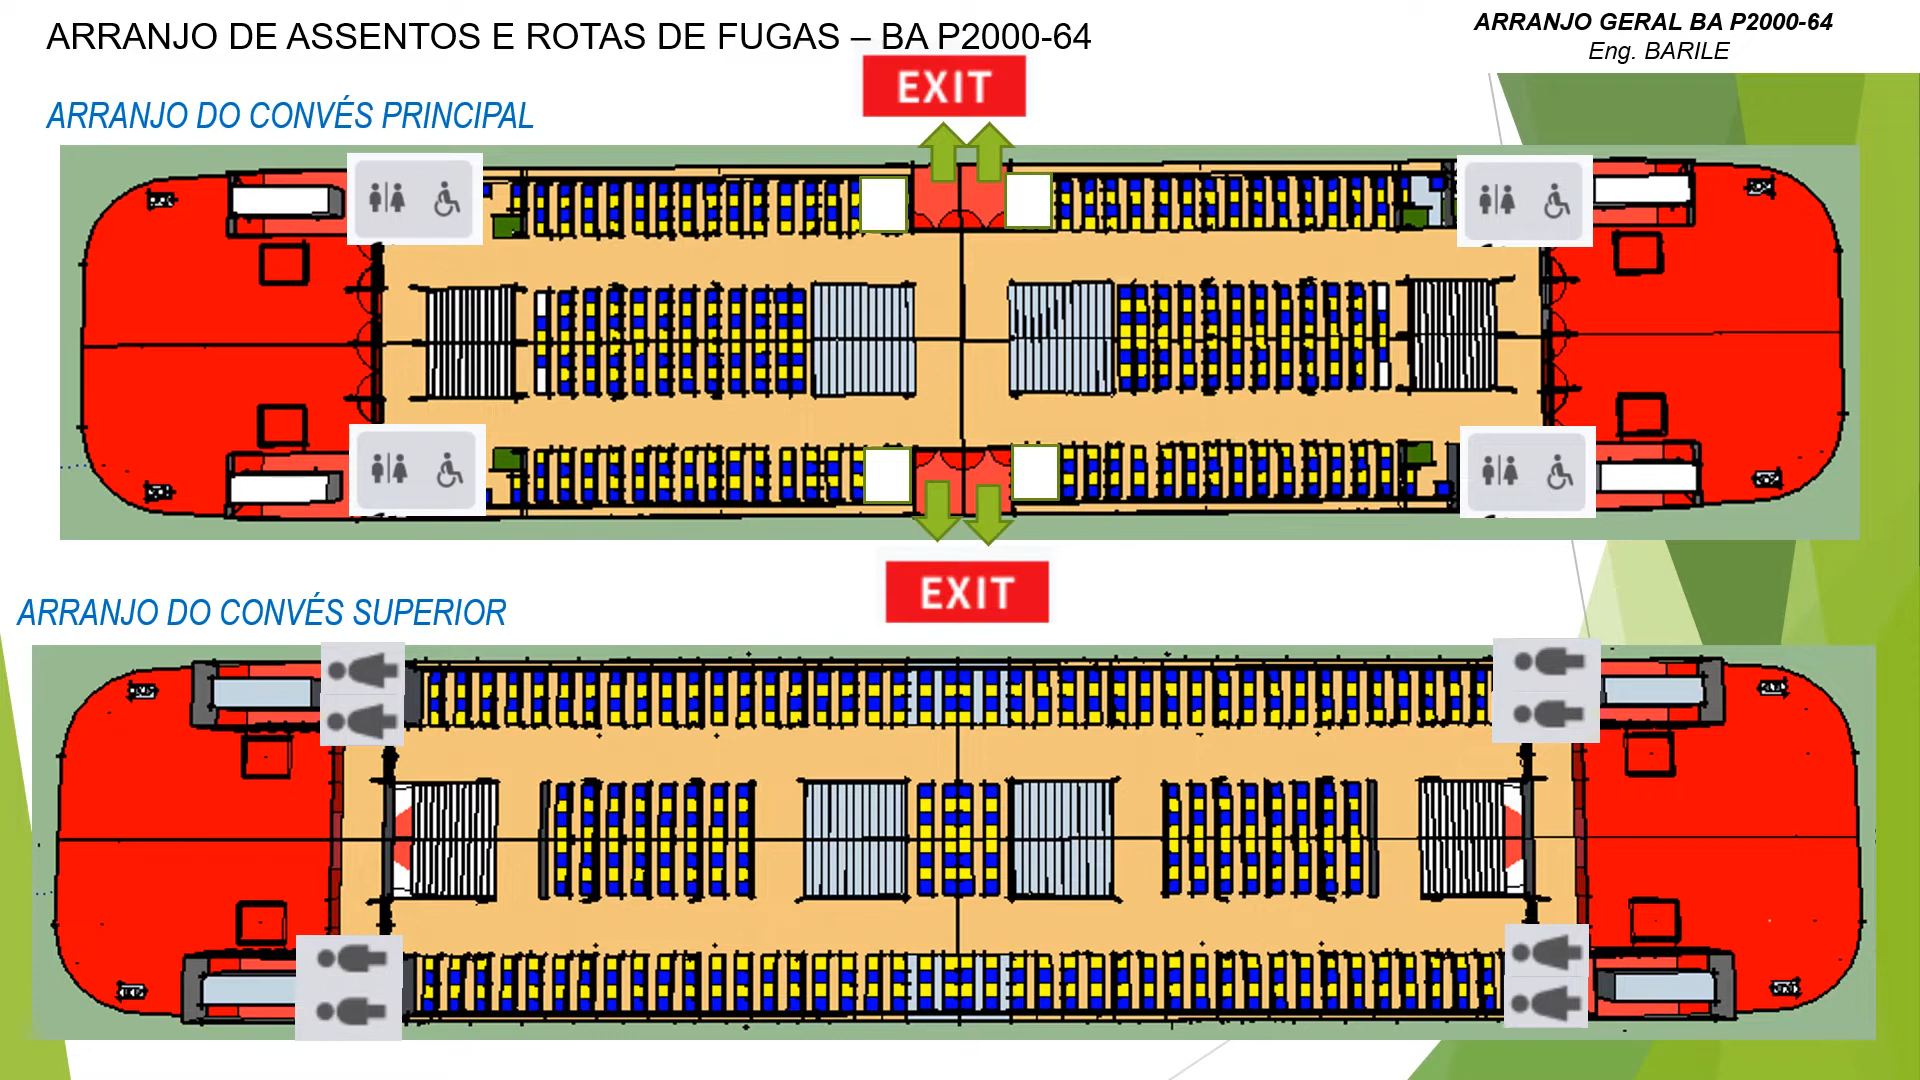 ARRANJO DE ASSENTOS E ROTAS DE FUGAS – BA P2000-64
ARRANJO GERAL BA P2000-64
Eng. BARILE
EXIT
ARRANJO DO CONVÉS PRINCIPAL
EXIT
ARRANJO DO CONVÉS SUPERIOR